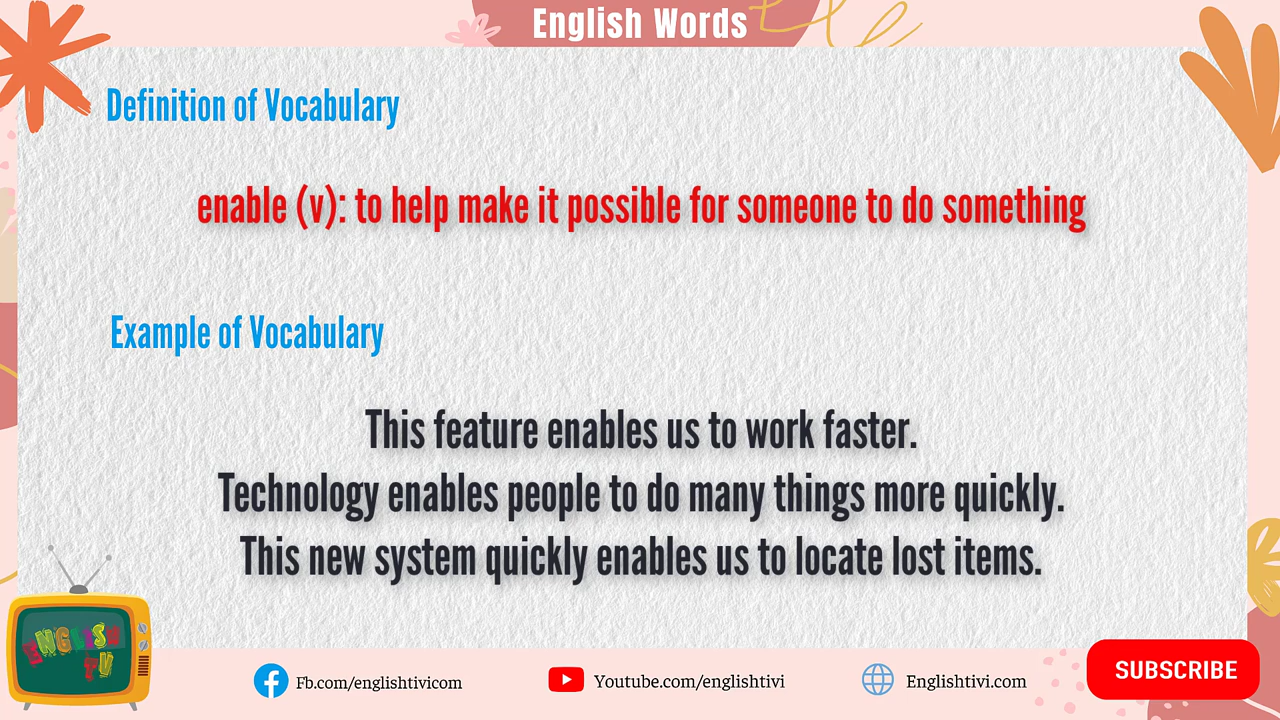 English Words
Definition of Vocabulary
enable (v): to help make it possible for someone to do something
Example of Vocabulary
This feature enables us to work faster.
Technology enables people to do many things more quickly.
This new system quickly enables us to locate lost items.
ENGLISH
TV
Fb.com/englishtivicom
Youtube.com/englishtivi
Englishtivi.com
SUBSCRIBE